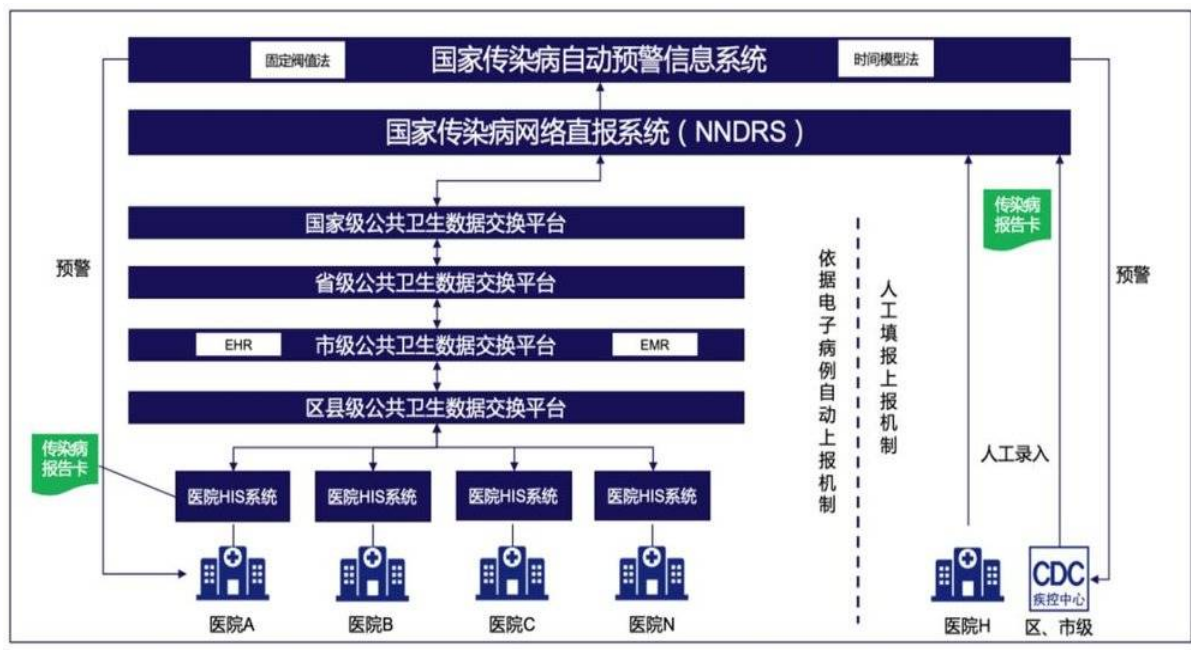 固定阀值法
国家传染病自动预警信息系统
时间模型法
国家传染病网络直报系统（NNDRS）
传染病
报告卡
国家级公共卫生数据交换平台
预警
省级公共卫生数据交换平台
依据电子病例自动上报机制
人工填报上报机制
预警
EHR
市级公共卫生数据交换平台
EMR
区县级公共卫生数据交换平台
传染病
报告卡
人工录入
医院HIS系统
医院HIS系统
医院HIS系统
医院HIS系统
CDC
疾控中心
医院A
医院B
医院C
医院N
医院H
区、市级